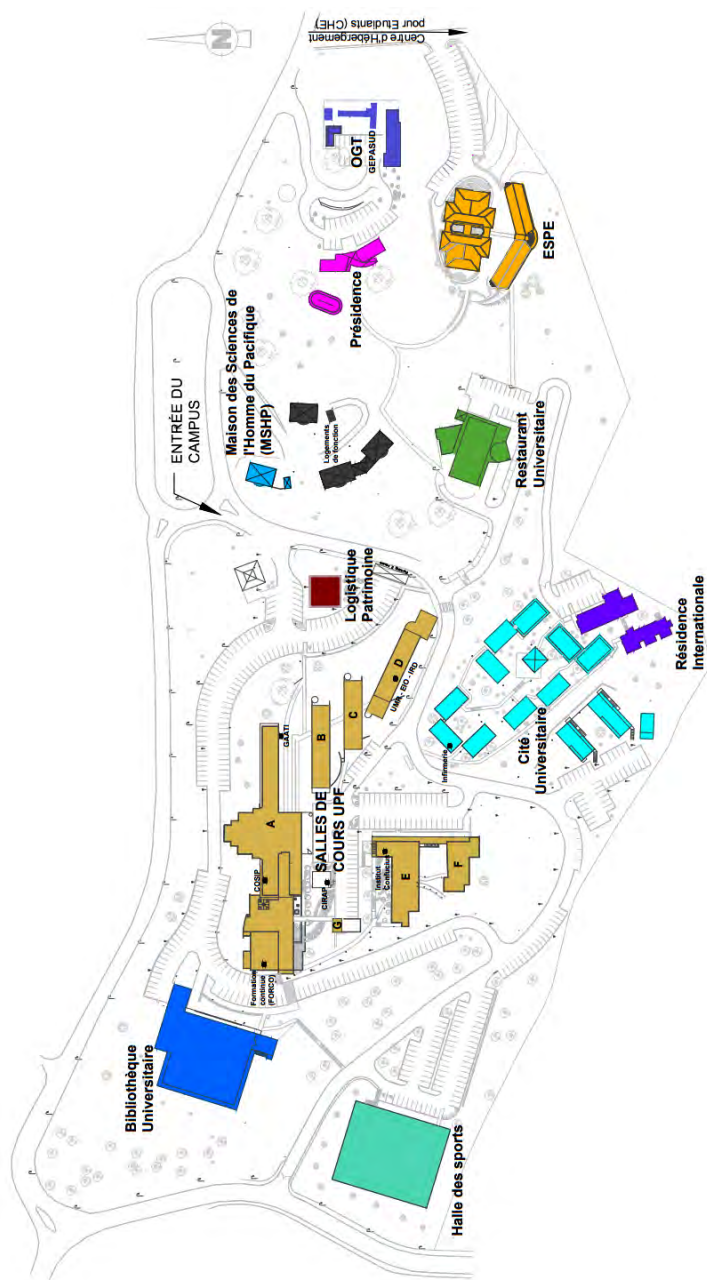 Centre d'Hébergement
pour Etudiants (CHE)
N
ENTRÉE DU
CAMPUS
Maison des Sciences de
l'Homme du Pacifique
(MSHP)
OGT
GEPASUD
Présidence
ESPE
Logements
de fonction
Restaurant
Universitaire
Logistique
Patrimoine
Résidence
Internationale
Cité
Universitaire
Infirmerie
D
UMR - EIO - IRD
C
B
GAATI
A
SALLES DE
COURS UPF
COSIP
CIRAP
Institut
Confucius
E
F
G
Formation
continue
(FORCO)
Bibliothèque
Universitaire
Halle des sports